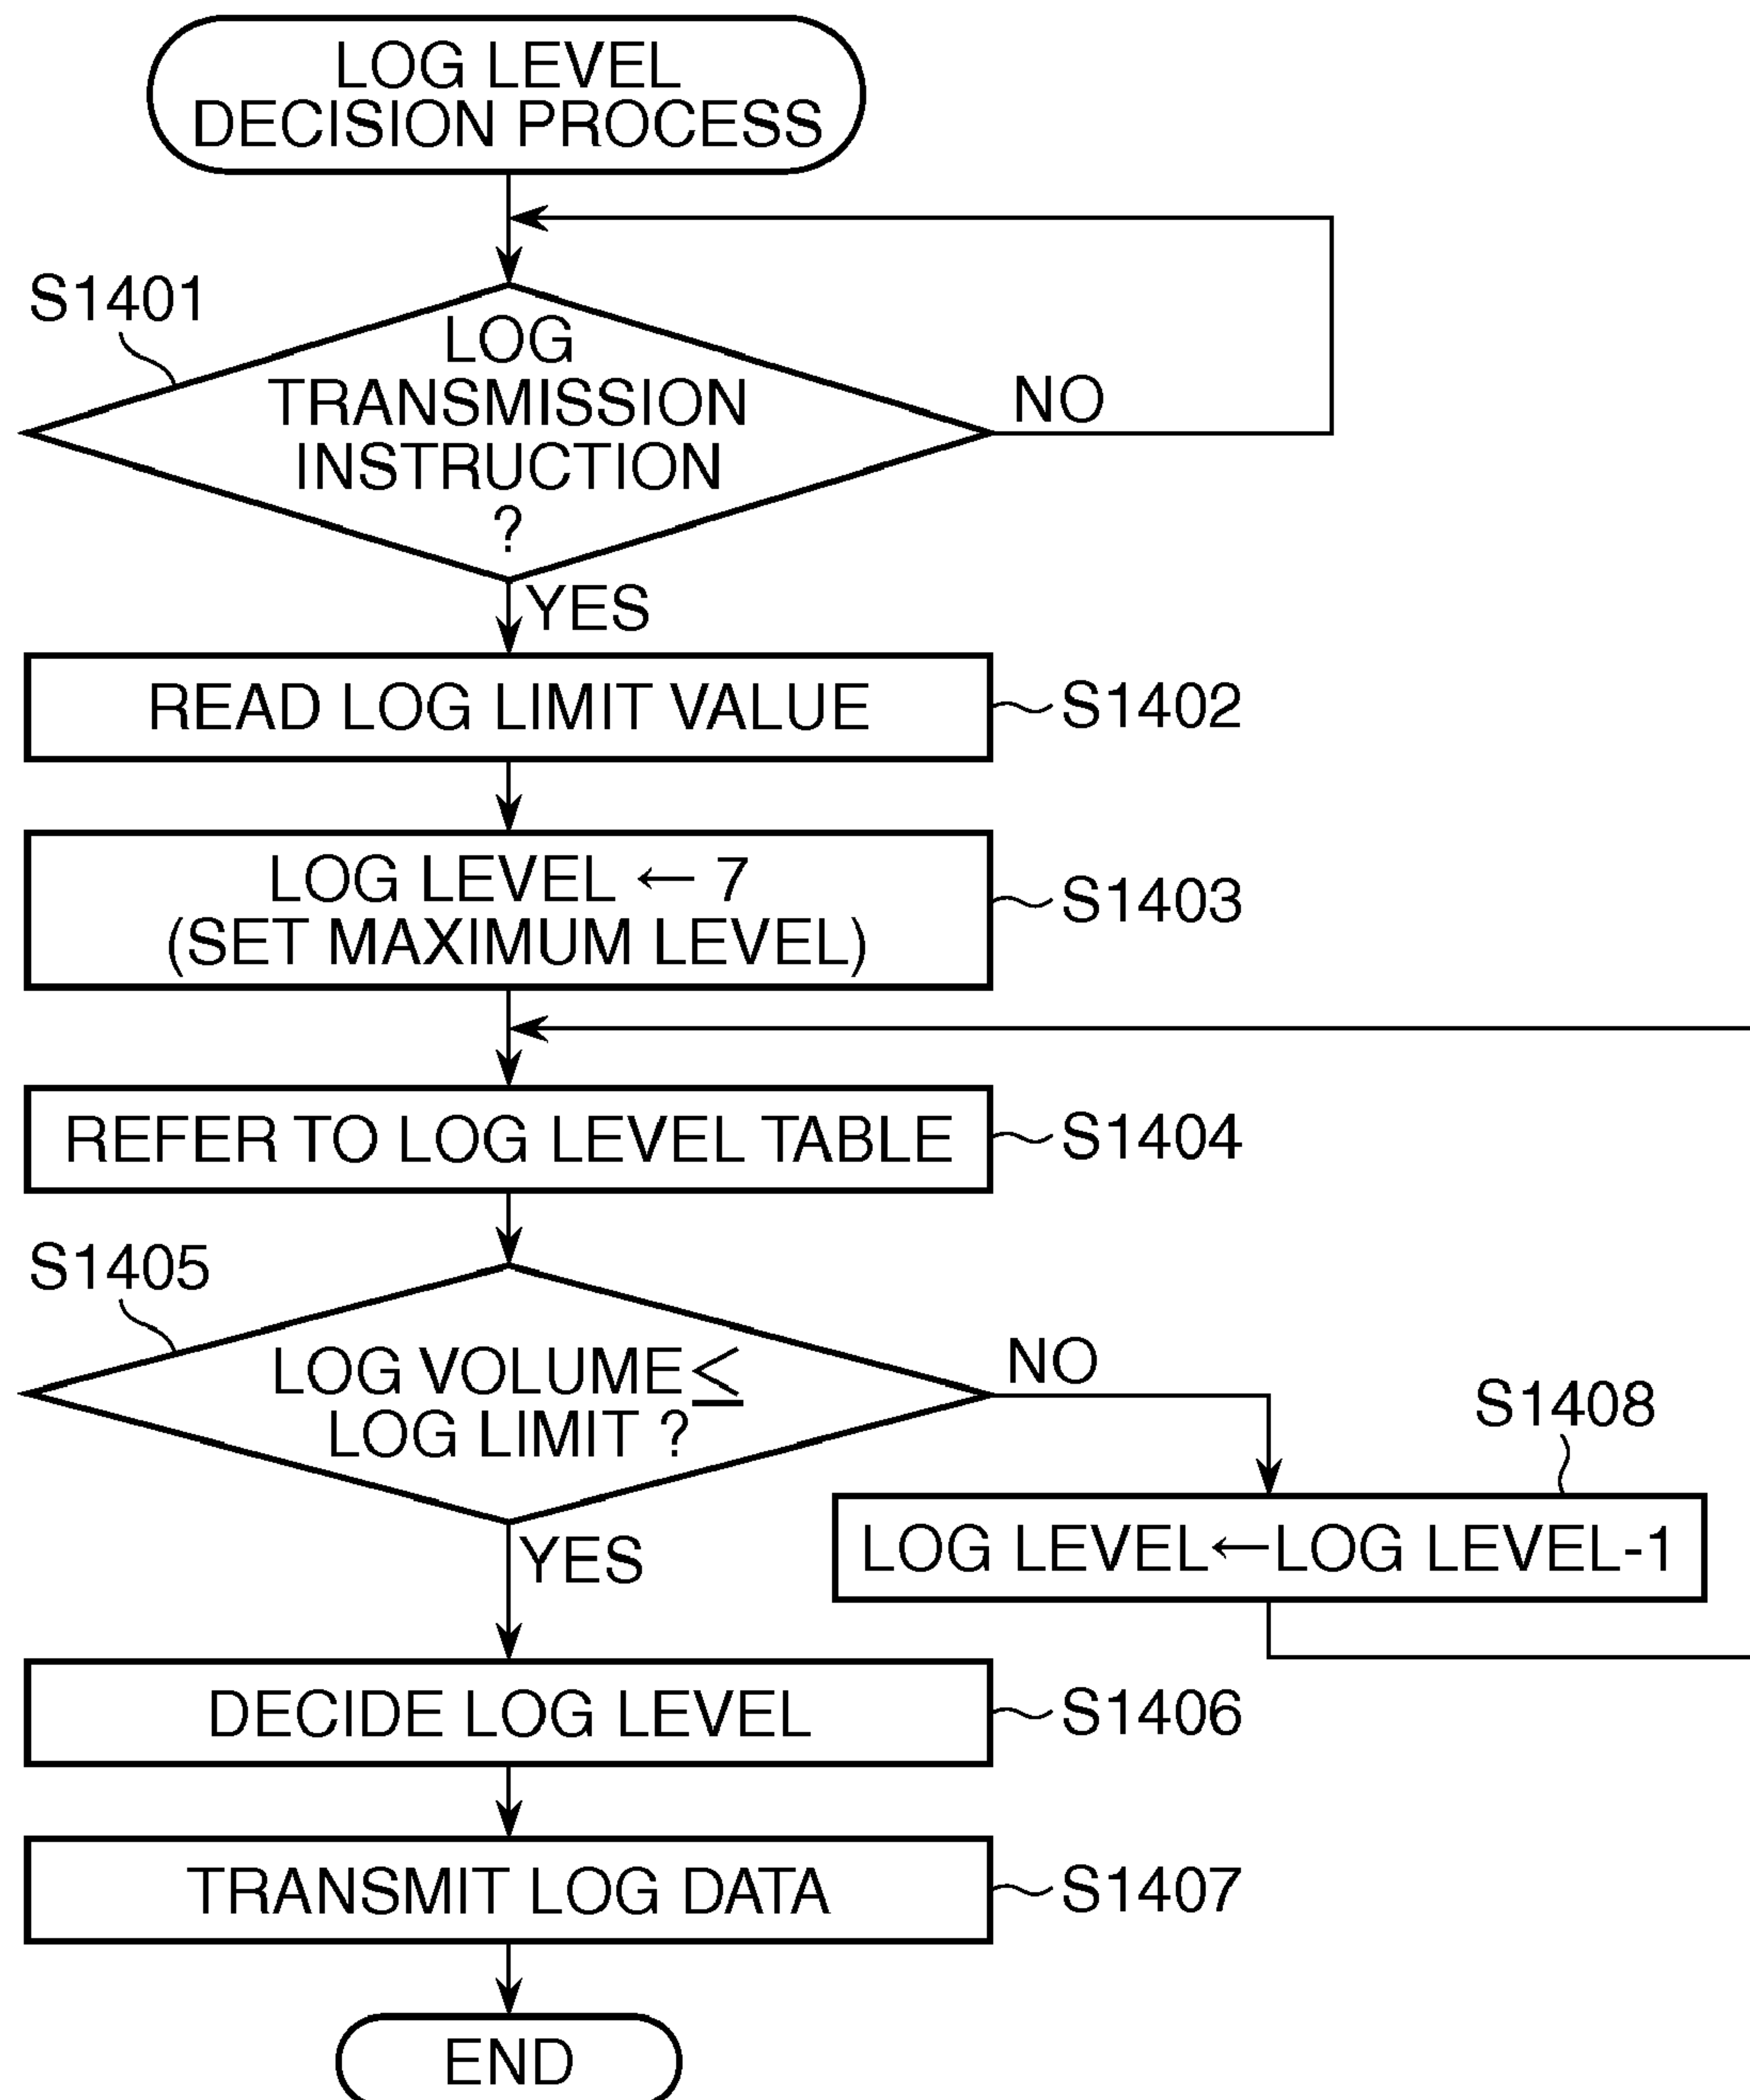 LOG LEVEL
DECISION PROCESS
S1401
LOG
TRANSMISSION
INSTRUCTION
?
NO
YES
READ LOG LIMIT VALUE
S1402
LOG LEVEL ← 7
(SET MAXIMUM LEVEL)
S1403
REFER TO LOG LEVEL TABLE
S1404
S1405
LOG VOLUME≤
LOG LIMIT ?
NO
S1408
LOG LEVEL←LOG LEVEL-1
YES
DECIDE LOG LEVEL
S1406
TRANSMIT LOG DATA
S1407
END